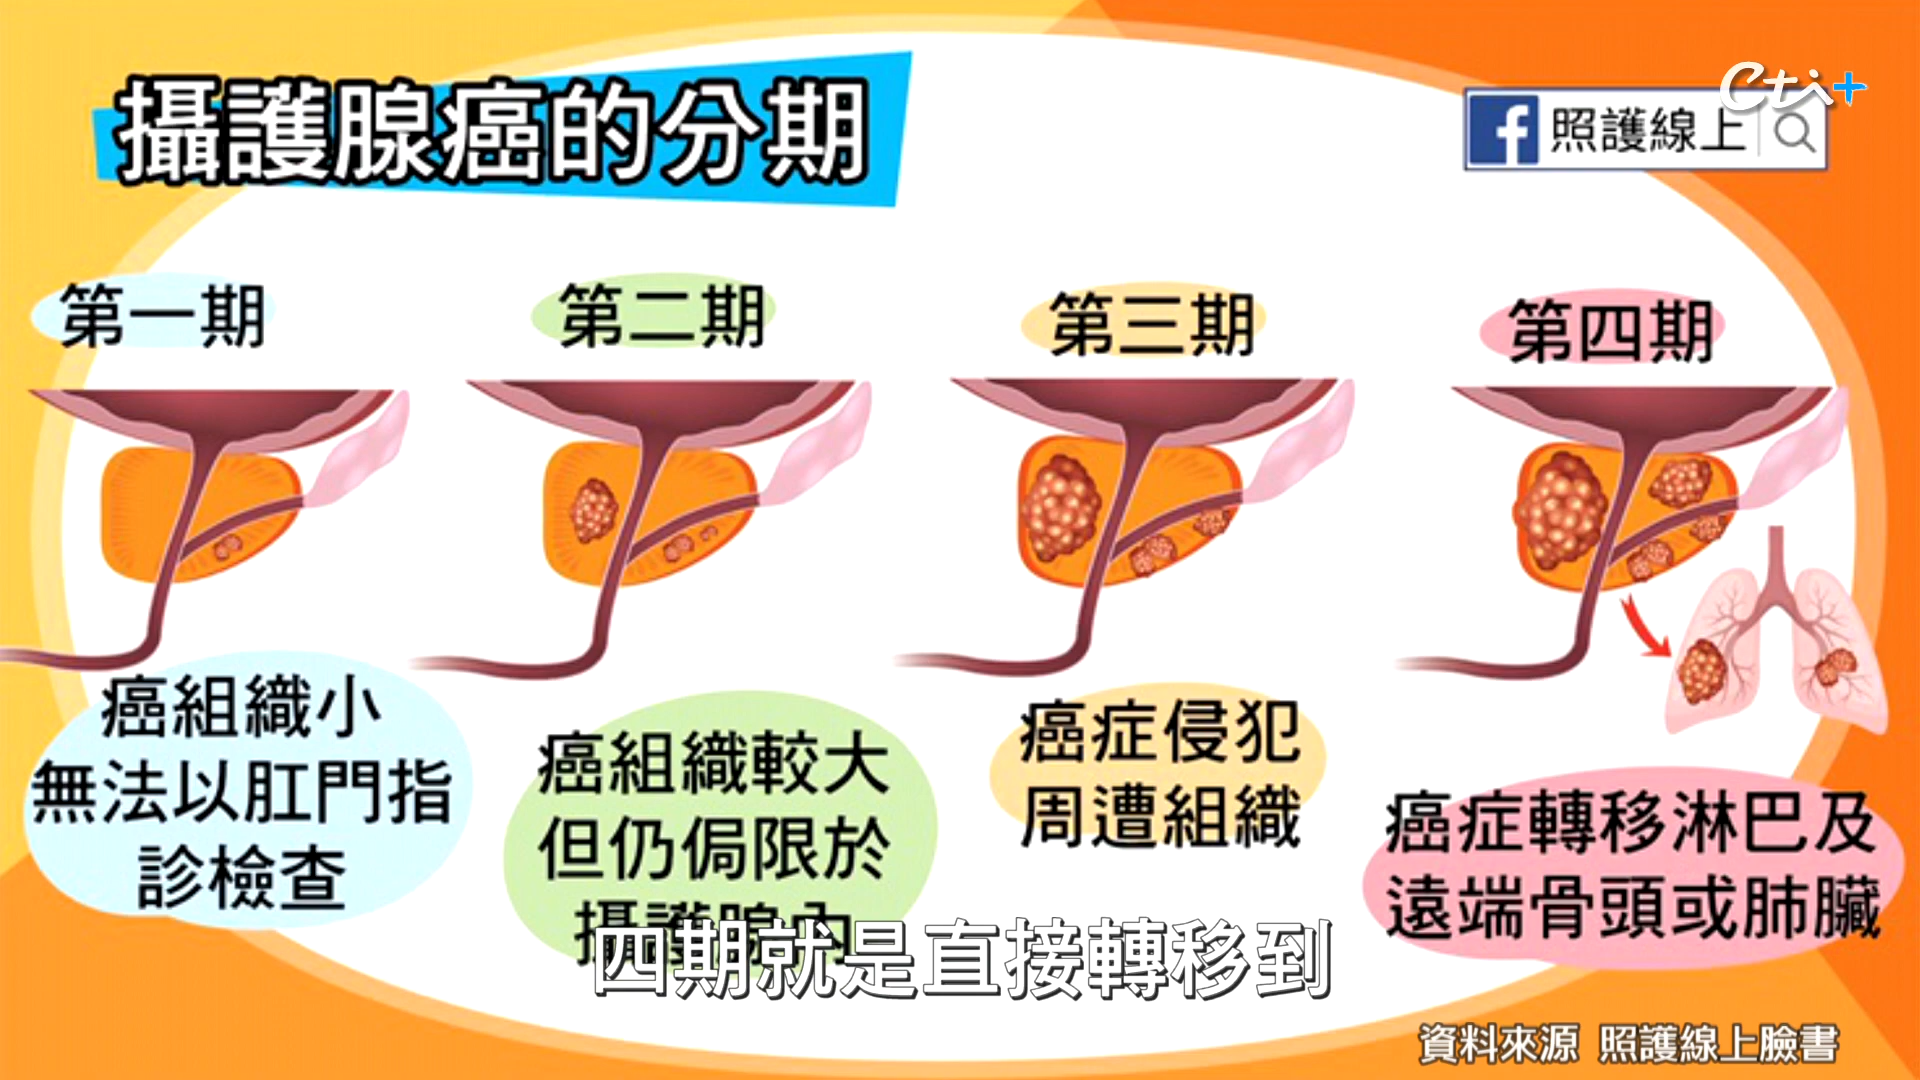 攝護腺癌的分期
Cti+
照護線上
第一期
第二期
第三期
第四期
癌組織小
無法以肛門指
診檢查
癌組織較大
但仍侷限於
攝護腺內
癌症侵犯
周遭組織
癌症轉移淋巴及
遠端骨頭或肺臟
四期就是直接轉移到
資料來源 照護線上臉書